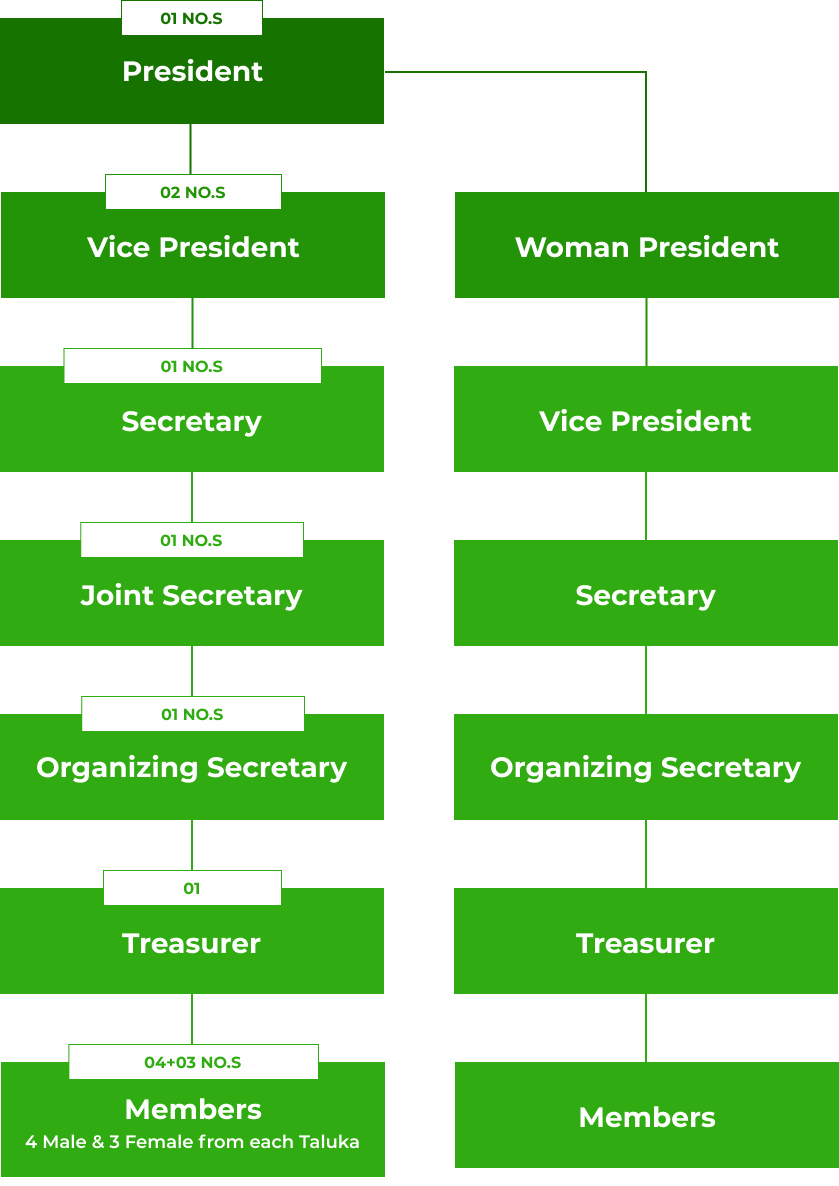 01 NO.S
President
02 NO.S
Vice President
Woman President
01 NO.S
Secretary
Vice President
01 NO.S
Joint Secretary
Secretary
01 NO.S
Organizing Secretary
Organizing Secretary
01
Treasurer
Treasurer
04+03 NO.S
Members
4 Male & 3 Female from each Taluka
Members